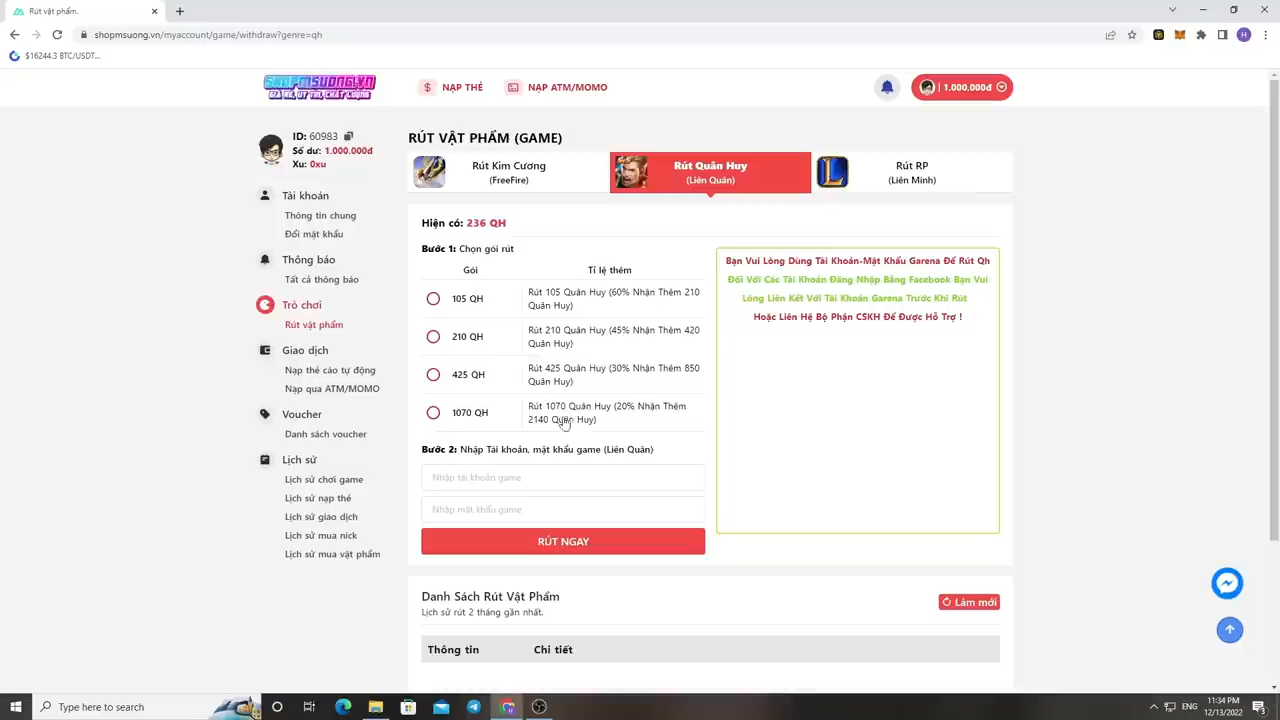 Rút vật phẩm.
shopmsuong.vn/myaccount/game/withdraw?genre=qh
H
$16244.3 BTC/USDT...
SHOPMSUONG.VN
GIÁ RẺ, UY TÍN, CHẤT LƯỢNG
NẠP THẺ
NẠP ATM/MOMO
| 1.000.000đ
ID: 60983
Số dư: 1.000.000đ
Xu: 0xu
Tài khoản
Thông tin chung
Đổi mật khẩu
Thông báo
Tất cả thông báo
Trò chơi
Rút vật phẩm
Giao dịch
Nạp thẻ cào tự động
Nạp qua ATM/MOMO
Voucher
Danh sách voucher
Lịch sử
Lịch sử chơi game
Lịch sử nạp thẻ
Lịch sử giao dịch
Lịch sử mua nick
Lịch sử mua vật phẩm
RÚT VẬT PHẨM (GAME)
Rút Kim Cương
(FreeFire)
Rút Quân Huy
(Liên Quân)
Rút RP
(Liên Minh)
Hiện có: 236 QH
Bước 1: Chọn gói rút
Gói
Tỉ lệ thêm
105 QH
Rút 105 Quân Huy (60% Nhận Thêm 210
Quân Huy)
210 QH
Rút 210 Quân Huy (45% Nhận Thêm 420
Quân Huy)
425 QH
Rút 425 Quân Huy (30% Nhận Thêm 850
Quân Huy)
1070 QH
Rút 1070 Quân Huy (20% Nhận Thêm
2140 Quân Huy)
Bước 2: Nhập Tài khoản, mật khẩu game (Liên Quân)
Nhập tài khoản game
Nhập mật khẩu game
RÚT NGAY
Bạn Vui Lòng Dùng Tài Khoản-Mật Khẩu Garena Để Rút Qh
Đối Với Các Tài Khoản Đăng Nhập Bằng Facebook Bạn Vui
Lòng Liên Kết Với Tài Khoản Garena Trước Khi Rút
Hoặc Liên Hệ Bộ Phận CSKH Để Được Hỗ Trợ !
Danh Sách Rút Vật Phẩm
Lịch sử rút 2 tháng gần nhất.
Làm mới
Thông tin
Chi tiết
Type here to search
ENG
11:34 PM
12/13/2022
3